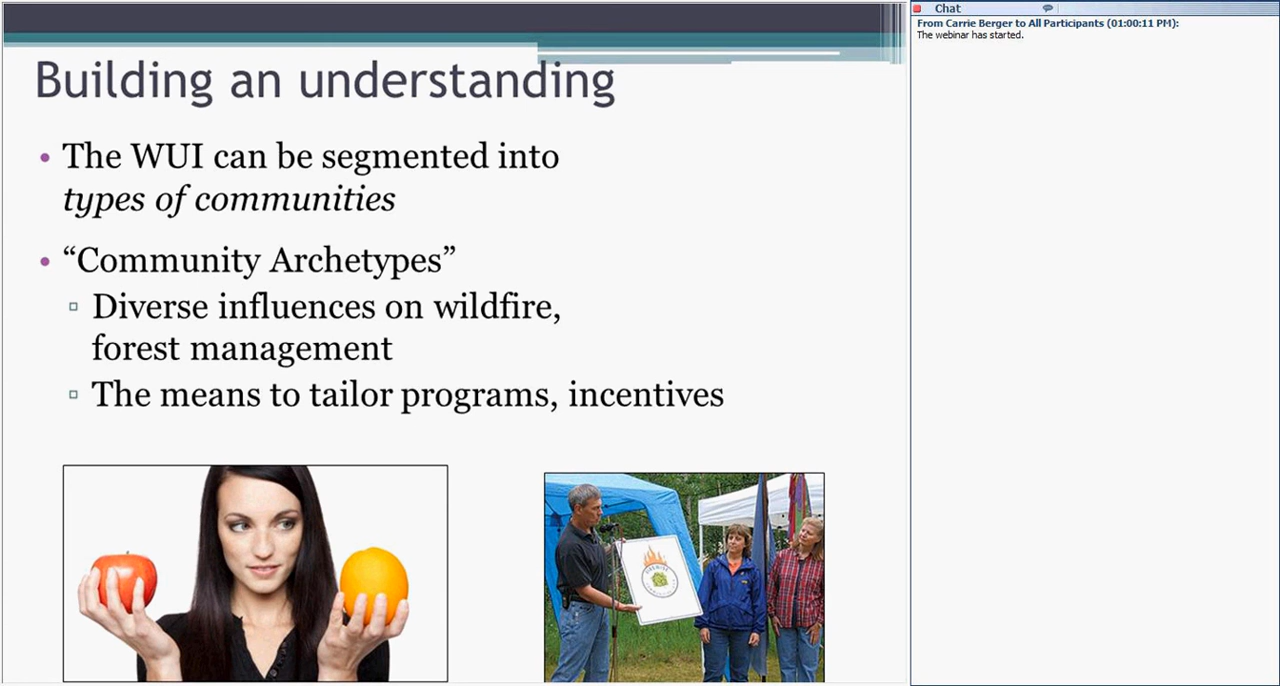 Building an understanding
• The WUI can be segmented into
types of communities
• “Community Archetypes”
▫ Diverse influences on wildfire,
forest management
▫ The means to tailor programs, incentives
Chat
From Carrie Berger to All Participants (01:00:11 PM):
The webinar has started.